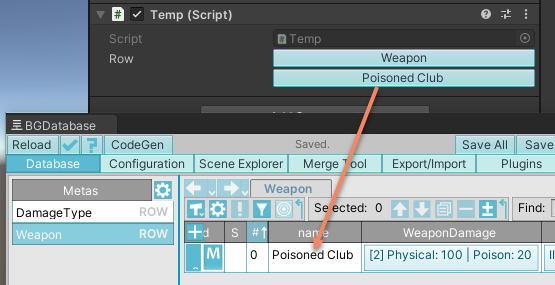 # Temp (Script)
Script # Temp
Row Weapon
Poisoned Club
BGDatabase
Reload ? CodeGen Saved. Save All Save
Database Configuration Scene Explorer Merge Tool Export/Import Plugins
Metas Weapon
DamageType ROW Selected: 0 Find:
Weapon ROW S # name WeaponDamage
M 0 Poisoned Club [2] Physical: 100 | Poison: 20